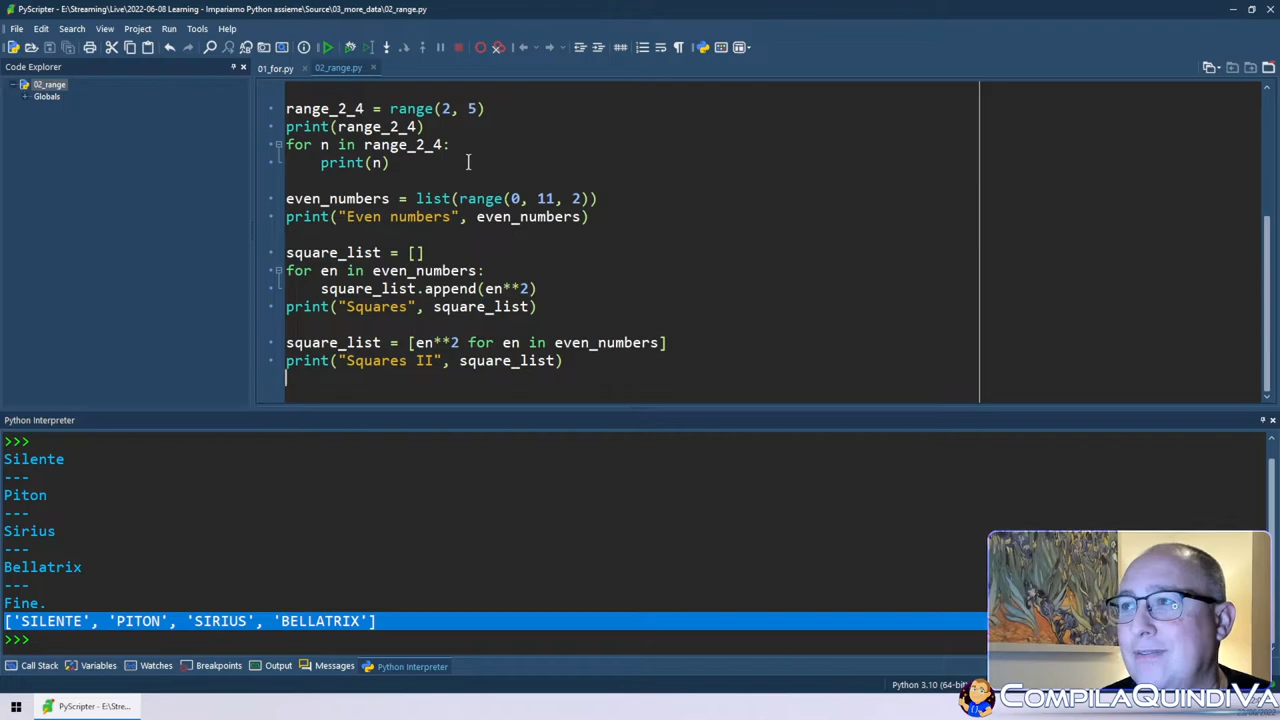 PyScripter - E:\Streaming\Live\2022-06-08 Learning - Impariamo Python assieme\Source\03_more_data\02_range.py
File Edit Search View Project Run Tools Help
Code Explorer
01_for.py 02_range.py
02_range
Globals
range_2_4 = range(2, 5)
print(range_2_4)
for n in range_2_4:
    print(n)
even_numbers = list(range(0, 11, 2))
print("Even numbers", even_numbers)
square_list = []
for en in even_numbers:
    square_list.append(en**2)
print("Squares", square_list)
square_list = [en**2 for en in even_numbers]
print("Squares II", square_list)
Python Interpreter
>>>
Silente
---
Piton
---
Sirius
---
Bellatrix
---
Fine.
['SILENTE', 'PITON', 'SIRIUS', 'BELLATRIX']
>>>
Call Stack Variables Watches Breakpoints Output Messages Python Interpreter
Python 3.10 (64-bit)
CompilaQuindiVa
PyScripter - E:\Stre...